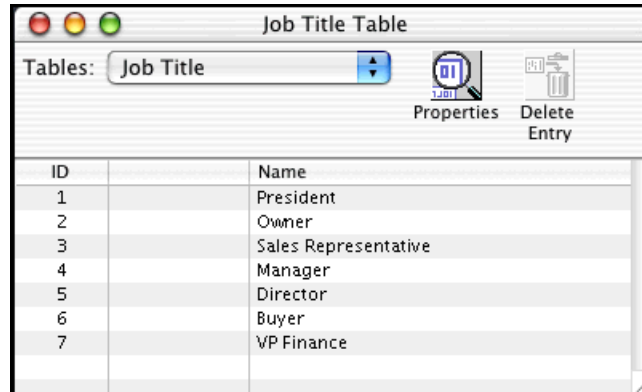 Job Title Table
Tables: Job Title
Properties
Delete Entry
ID Name
1 President
2 Owner
3 Sales Representative
4 Manager
5 Director
6 Buyer
7 VP Finance